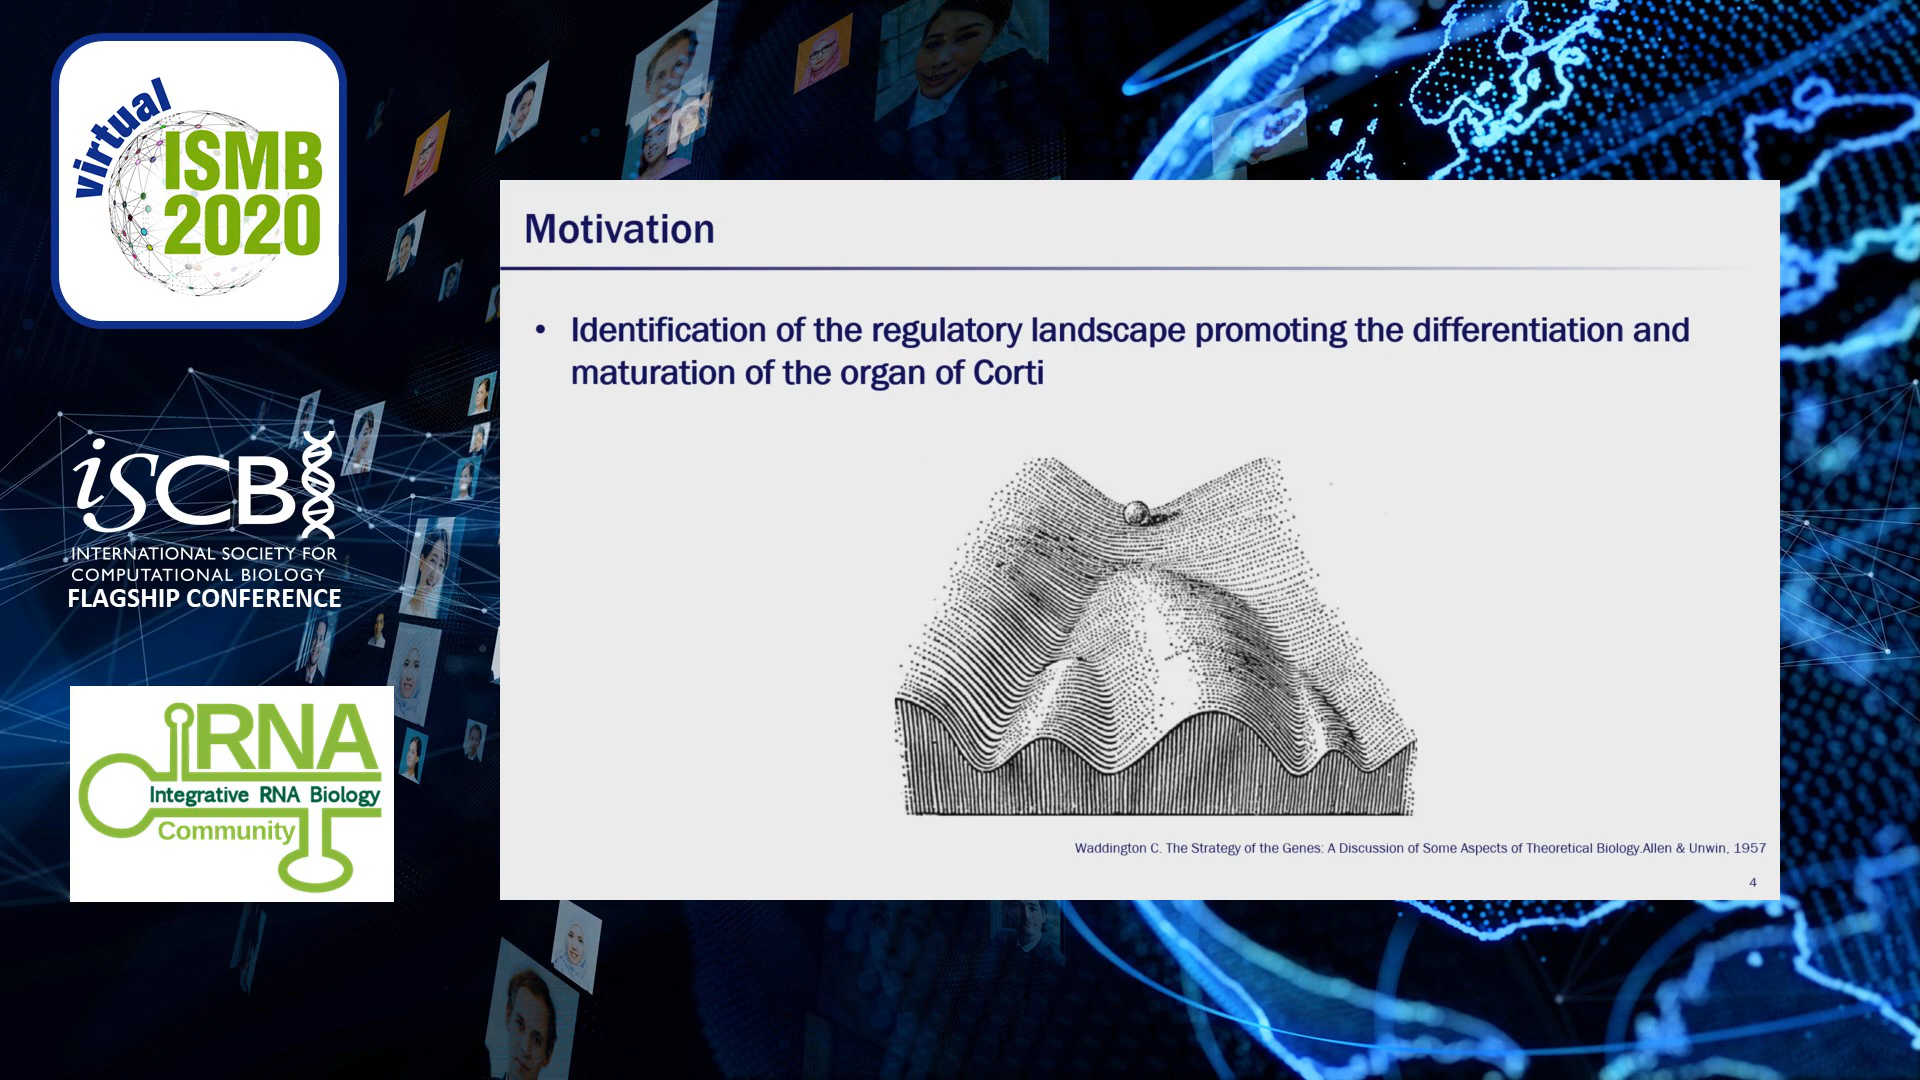 virtual
ISMB
2020
iSCB
INTERNATIONAL SOCIETY FOR
COMPUTATIONAL BIOLOGY
FLAGSHIP CONFERENCE
iRNA
Integrative RNA Biology
Community
Motivation
• Identification of the regulatory landscape promoting the differentiation and
maturation of the organ of Corti
Waddington C. The Strategy of the Genes: A Discussion of Some Aspects of Theoretical Biology.Allen & Unwin, 1957
4